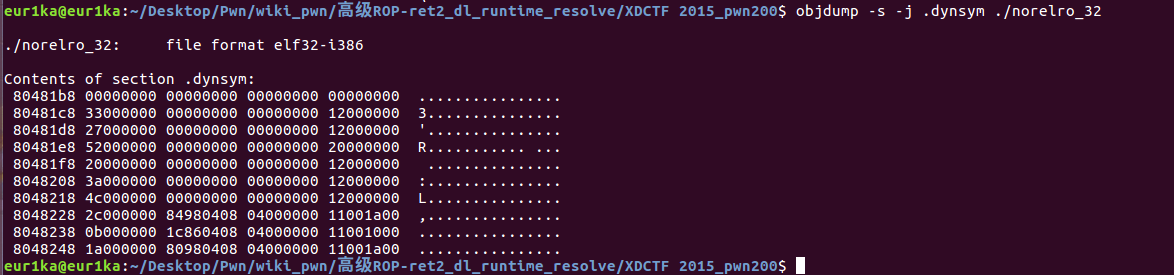 eur1ka@eur1ka:~/Desktop/Pwn/wiki_pwn/高级ROP-ret2_dl_runtime_resolve/XDCTF 2015_pwn200$ objdump -s -j .dynsym ./norelro_32
./norelro_32:     file format elf32-i386
Contents of section .dynsym:
 80481b8 00000000 00000000 00000000 00000000  ................
 80481c8 33000000 00000000 00000000 12000000  3...............
 80481d8 27000000 00000000 00000000 12000000  '...............
 80481e8 52000000 00000000 00000000 20000000  R........... ...
 80481f8 20000000 00000000 00000000 12000000   ...............
 8048208 3a000000 00000000 00000000 12000000  :...............
 8048218 4c000000 00000000 00000000 12000000  L...............
 8048228 2c000000 84980408 04000000 11001a00  ,...............
 8048238 0b000000 1c860408 04000000 11001000  ................
 8048248 1a000000 80980408 04000000 11001a00  ................
eur1ka@eur1ka:~/Desktop/Pwn/wiki_pwn/高级ROP-ret2_dl_runtime_resolve/XDCTF 2015_pwn200$